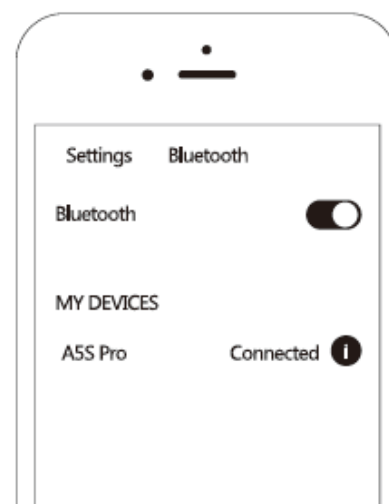 Settings Bluetooth
Bluetooth
MY DEVICES
A5S Pro Connected i